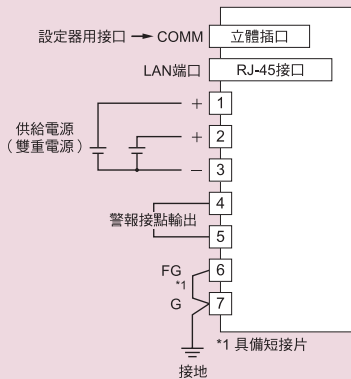 設定器用接口 → COMM 立體插口
LAN端口 RJ-45接口
+ 1
供給電源
（雙重電源）
+ 2
− 3
4
警報接點輸出
5
FG 6
*1
G 7
*1 具備短接片
接地